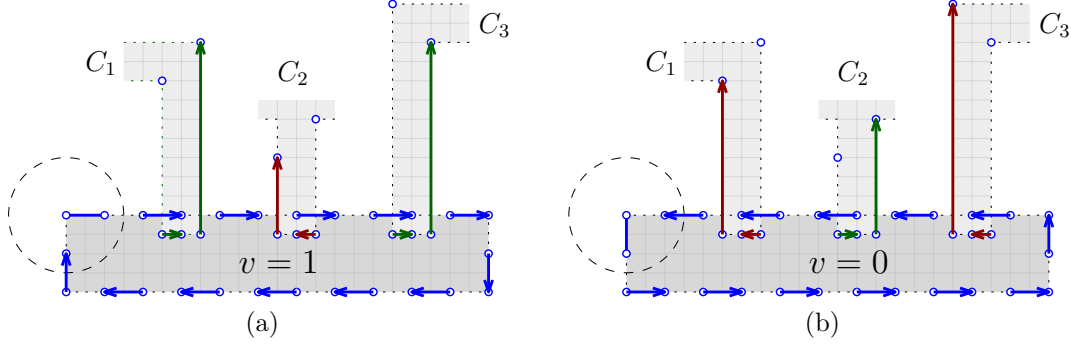 C₁ C₂ C₃
v = 1
(a)
C₁ C₂ C₃
v = 0
(b)